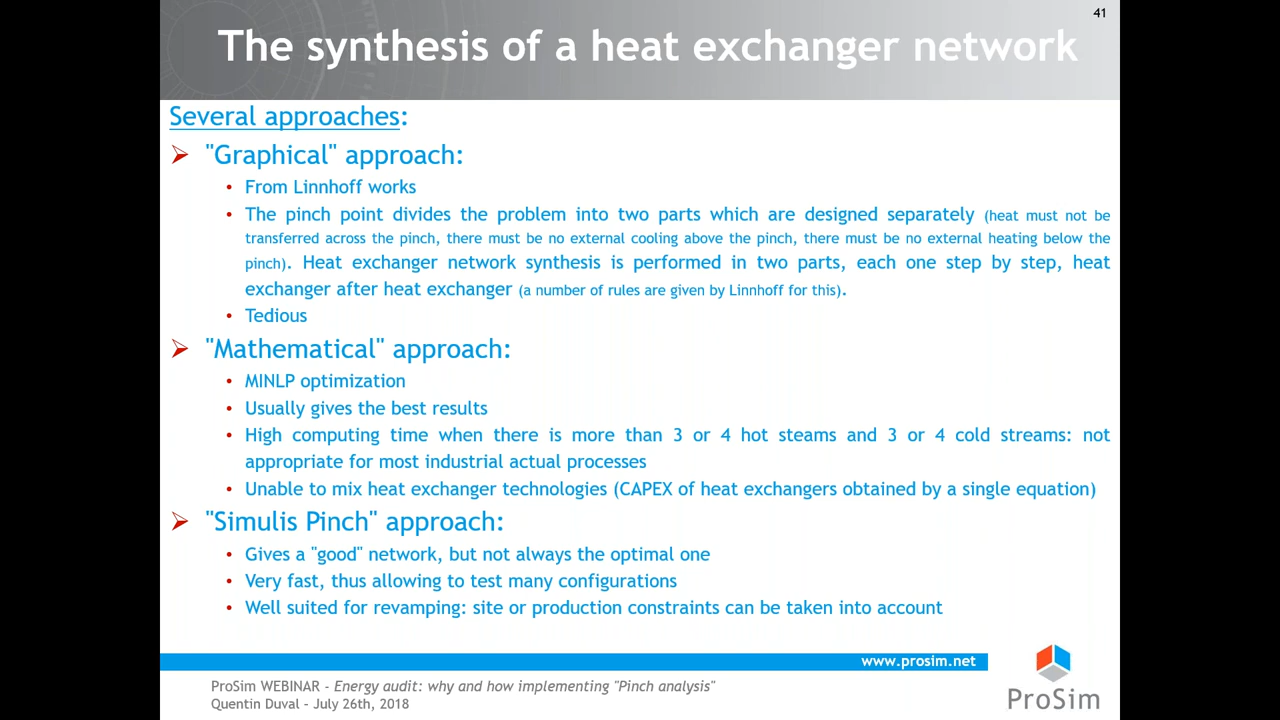 41
The synthesis of a heat exchanger network
Several approaches:
"Graphical" approach:
From Linnhoff works
The pinch point divides the problem into two parts which are designed separately (heat must not be
transferred across the pinch, there must be no external cooling above the pinch, there must be no external heating below the
pinch). Heat exchanger network synthesis is performed in two parts, each one step by step, heat
exchanger after heat exchanger (a number of rules are given by Linnhoff for this).
Tedious
"Mathematical" approach:
MINLP optimization
Usually gives the best results
High computing time when there is more than 3 or 4 hot steams and 3 or 4 cold streams: not
appropriate for most industrial actual processes
Unable to mix heat exchanger technologies (CAPEX of heat exchangers obtained by a single equation)
"Simulis Pinch" approach:
Gives a "good" network, but not always the optimal one
Very fast, thus allowing to test many configurations
Well suited for revamping: site or production constraints can be taken into account
www.prosim.net
ProSim WEBINAR - Energy audit: why and how implementing "Pinch analysis"
Quentin Duval – July 26th, 2018
ProSim